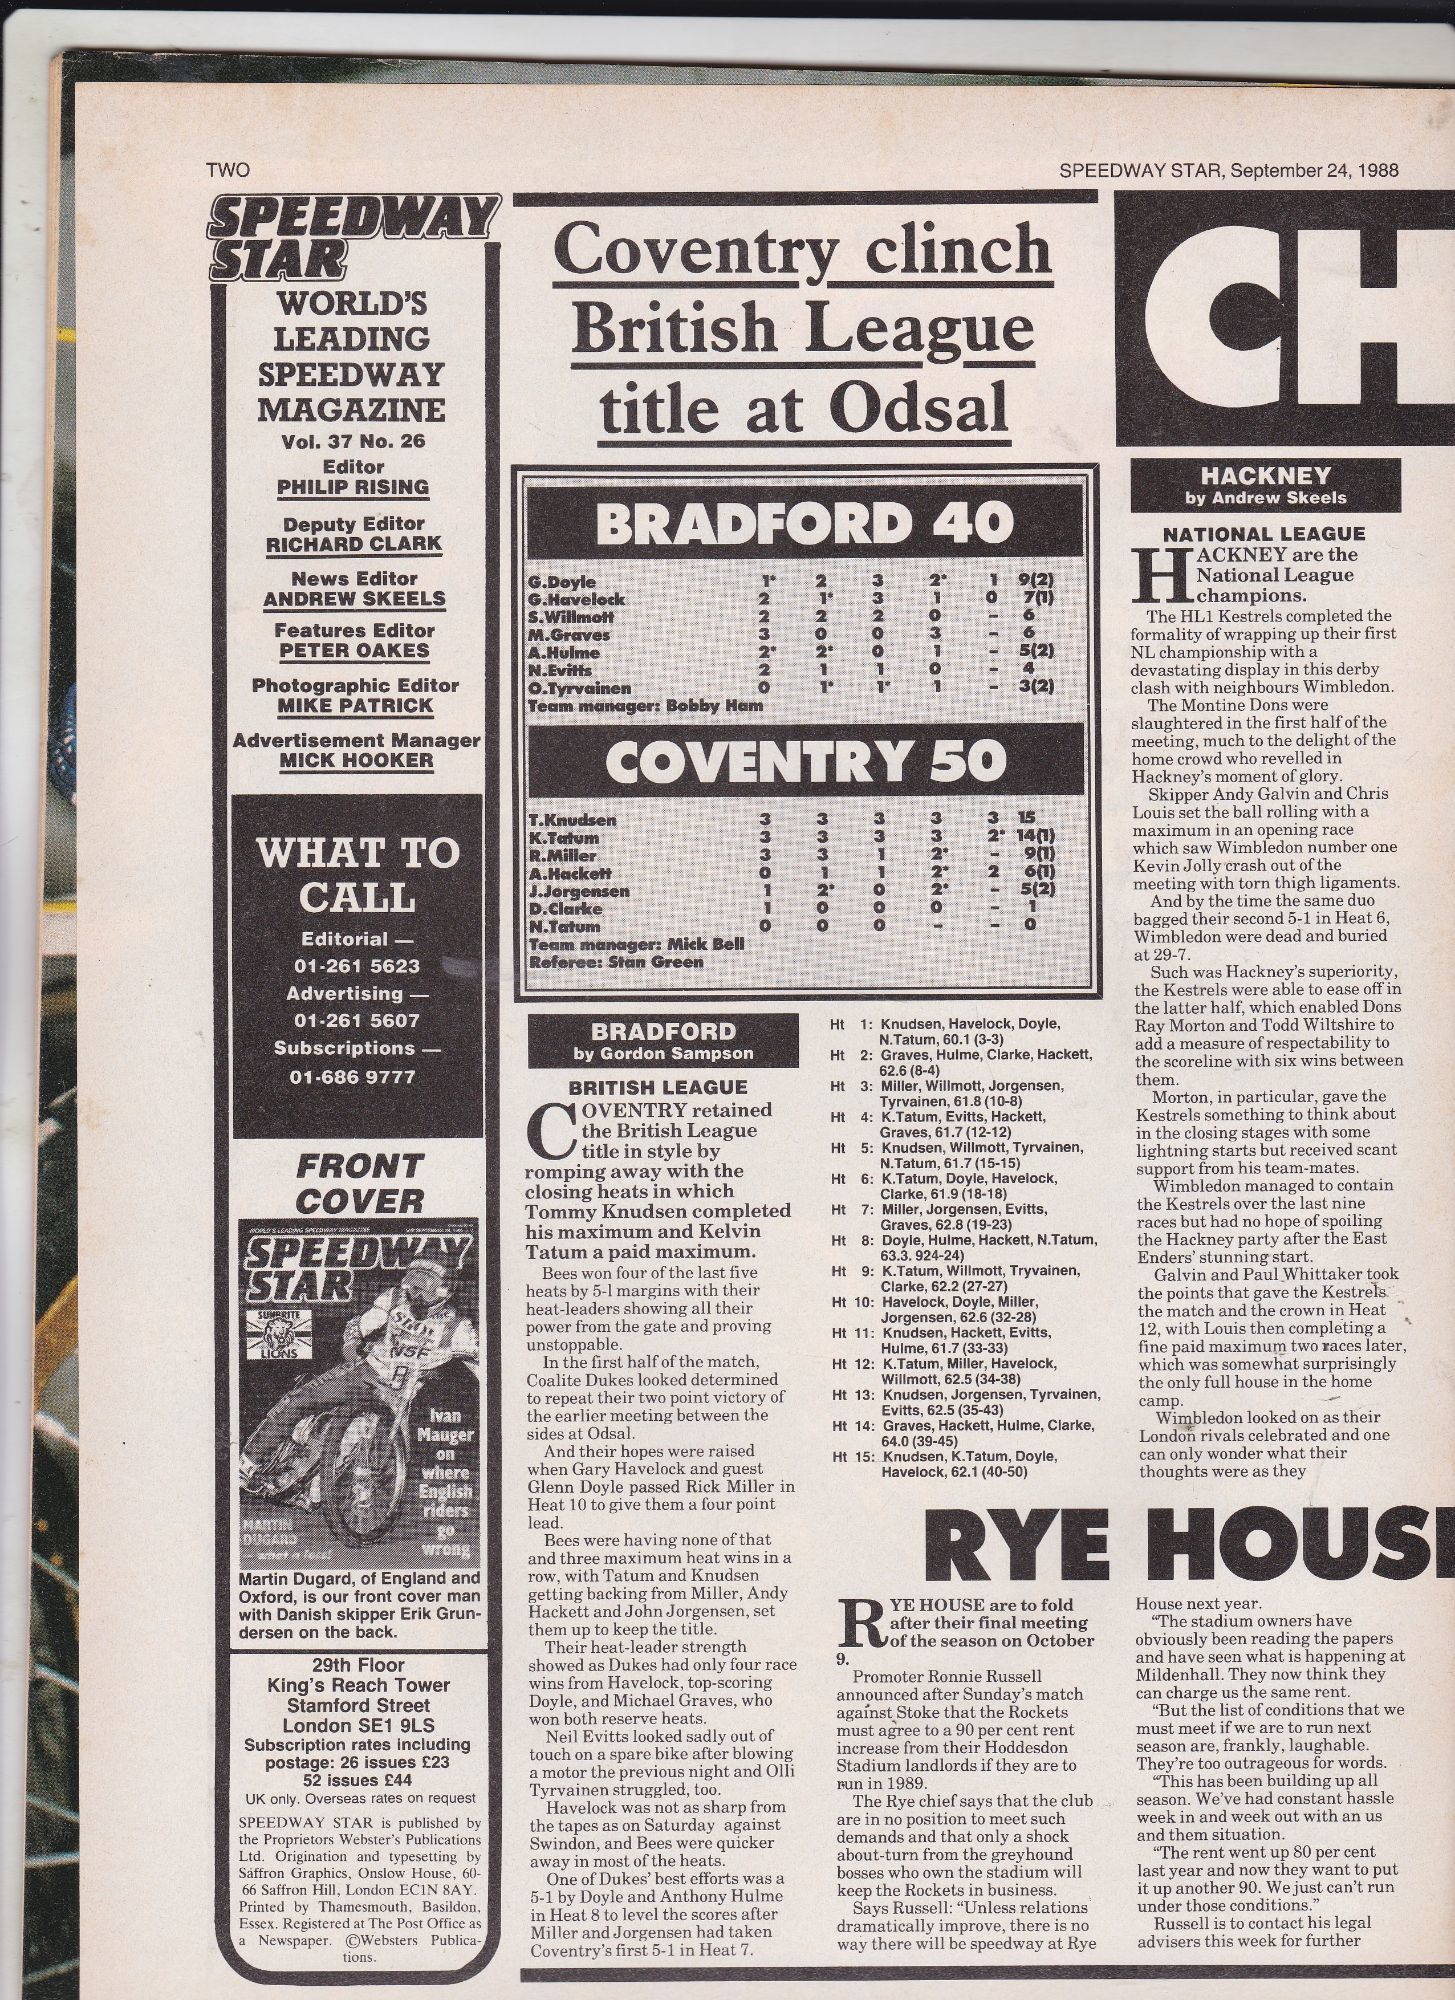 TWO
SPEEDWAY STAR, September 24, 1988
SPEEDWAY
STAR
WORLD'S
LEADING
SPEEDWAY
MAGAZINE
Vol. 37 No. 26
Editor
PHILIP RISING
Deputy Editor
RICHARD CLARK
News Editor
ANDREW SKEELS
Features Editor
PETER OAKES
Photographic Editor
MIKE PATRICK
Advertisement Manager
MICK HOOKER
WHAT TO
CALL
Editorial —
01-261 5623
Advertising —
01-261 5607
Subscriptions —
01-686 9777
FRONT
COVER
SPEEDWAY
STAR
SUNBRITE
LIONS
Ivan
Mauger
on
where
English
riders
go
wrong
MARTIN
DUGARD
Martin Dugard, of England and
Oxford, is our front cover man
with Danish skipper Erik Grun-
dersen on the back.
29th Floor
King's Reach Tower
Stamford Street
London SE1 9LS
Subscription rates including
postage: 26 issues £23
52 issues £44
UK only. Overseas rates on request
SPEEDWAY STAR is published by
the Proprietors Webster's Publications
Ltd. Origination and typesetting by
Saffron Graphics, Onslow House, 60-
66 Saffron Hill, London EC1N 8AY.
Printed by Thamesmouth, Basildon,
Essex. Registered at The Post Office as
a Newspaper. ©Websters Publica-
tions.
Coventry clinch
British League
title at Odsal
BRADFORD 40
G.Doyle 1* 2 3 2* 1 9(2)
G.Havelock 2 1* 3 1 0 7(1)
S.Willmott 2 2 2 0 – 6
M.Graves 3 0 0 3 – 6
A.Hulme 2* 2* 0 1 – 5(2)
N.Evitts 2 1 1 0 – 4
O.Tyrvainen 0 1* 1* 1 – 3(2)
Team manager: Bobby Ham
COVENTRY 50
T.Knudsen 3 3 3 3 3 15
K.Tatum 3 3 3 3 2* 14(1)
R.Miller 3 3 1 2* – 9(1)
A.Hackett 0 1 1 2* 2 6(1)
J.Jorgensen 1 2* 0 2* – 5(2)
D.Clarke 1 0 0 0 – 1
N.Tatum 0 0 0 – – 0
Team manager: Mick Bell
Referee: Stan Green
BRADFORD
by Gordon Sampson
BRITISH LEAGUE
COVENTRY retained
the British League
title in style by
romping away with the
closing heats in which
Tommy Knudsen completed
his maximum and Kelvin
Tatum a paid maximum.
Bees won four of the last five
heats by 5-1 margins with their
heat-leaders showing all their
power from the gate and proving
unstoppable.
In the first half of the match,
Coalite Dukes looked determined
to repeat their two point victory of
the earlier meeting between the
sides at Odsal.
And their hopes were raised
when Gary Havelock and guest
Glenn Doyle passed Rick Miller in
Heat 10 to give them a four point
lead.
Bees were having none of that
and three maximum heat wins in a
row, with Tatum and Knudsen
getting backing from Miller, Andy
Hackett and John Jorgensen, set
them up to keep the title.
Their heat-leader strength
showed as Dukes had only four race
wins from Havelock, top-scoring
Doyle, and Michael Graves, who
won both reserve heats.
Neil Evitts looked sadly out of
touch on a spare bike after blowing
a motor the previous night and Olli
Tyrvainen struggled, too.
Havelock was not as sharp from
the tapes as on Saturday against
Swindon, and Bees were quicker
away in most of the heats.
One of Dukes' best efforts was a
5-1 by Doyle and Anthony Hulme
in Heat 8 to level the scores after
Miller and Jorgensen had taken
Coventry's first 5-1 in Heat 7.
Ht 1: Knudsen, Havelock, Doyle,
N.Tatum, 60.1 (3-3)
Ht 2: Graves, Hulme, Clarke, Hackett,
62.6 (8-4)
Ht 3: Miller, Willmott, Jorgensen,
Tyrvainen, 61.8 (10-8)
Ht 4: K.Tatum, Evitts, Hackett,
Graves, 61.7 (12-12)
Ht 5: Knudsen, Willmott, Tyrvainen,
N.Tatum, 61.7 (15-15)
Ht 6: K.Tatum, Doyle, Havelock,
Clarke, 61.9 (18-18)
Ht 7: Miller, Jorgensen, Evitts,
Graves, 62.8 (19-23)
Ht 8: Doyle, Hulme, Hackett, N.Tatum,
63.3. 924-24)
Ht 9: K.Tatum, Willmott, Tryvainen,
Clarke, 62.2 (27-27)
Ht 10: Havelock, Doyle, Miller,
Jorgensen, 62.6 (32-28)
Ht 11: Knudsen, Hackett, Evitts,
Hulme, 61.7 (33-33)
Ht 12: K.Tatum, Miller, Havelock,
Willmott, 62.5 (34-38)
Ht 13: Knudsen, Jorgensen, Tyrvainen,
Evitts, 62.5 (35-43)
Ht 14: Graves, Hackett, Hulme, Clarke,
64.0 (39-45)
Ht 15: Knudsen, K.Tatum, Doyle,
Havelock, 62.1 (40-50)
CH
HACKNEY
by Andrew Skeels
NATIONAL LEAGUE
HACKNEY are the
National League
champions.
The HL1 Kestrels completed the
formality of wrapping up their first
NL championship with a
devastating display in this derby
clash with neighbours Wimbledon.
The Montine Dons were
slaughtered in the first half of the
meeting, much to the delight of the
home crowd who revelled in
Hackney's moment of glory.
Skipper Andy Galvin and Chris
Louis set the ball rolling with a
maximum in an opening race
which saw Wimbledon number one
Kevin Jolly crash out of the
meeting with torn thigh ligaments.
And by the time the same duo
bagged their second 5-1 in Heat 6,
Wimbledon were dead and buried
at 29-7.
Such was Hackney's superiority,
the Kestrels were able to ease off in
the latter half, which enabled Dons
Ray Morton and Todd Wiltshire to
add a measure of respectability to
the scoreline with six wins between
them.
Morton, in particular, gave the
Kestrels something to think about
in the closing stages with some
lightning starts but received scant
support from his team-mates.
Wimbledon managed to contain
the Kestrels over the last nine
races but had no hope of spoiling
the Hackney party after the East
Enders' stunning start.
Galvin and Paul Whittaker took
the points that gave the Kestrels
the match and the crown in Heat
12, with Louis then completing a
fine paid maximum two races later,
which was somewhat surprisingly
the only full house in the home
camp.
Wimbledon looked on as their
London rivals celebrated and one
can only wonder what their
thoughts were as they
RYE HOUS
RYE HOUSE are to fold
after their final meeting
of the season on October
9.
Promoter Ronnie Russell
announced after Sunday's match
against Stoke that the Rockets
must agree to a 90 per cent rent
increase from their Hoddesdon
Stadium landlords if they are to
run in 1989.
The Rye chief says that the club
are in no position to meet such
demands and that only a shock
about-turn from the greyhound
bosses who own the stadium will
keep the Rockets in business.
Says Russell: "Unless relations
dramatically improve, there is no
way there will be speedway at Rye
House next year.
"The stadium owners have
obviously been reading the papers
and have seen what is happening at
Mildenhall. They now think they
can charge us the same rent.
"But the list of conditions that we
must meet if we are to run next
season are, frankly, laughable.
They're too outrageous for words.
"This has been building up all
season. We've had constant hassle
week in and week out with an us
and them situation.
"The rent went up 80 per cent
last year and now they want to put
it up another 90. We just can't run
under those conditions."
Russell is to contact his legal
advisers this week for further